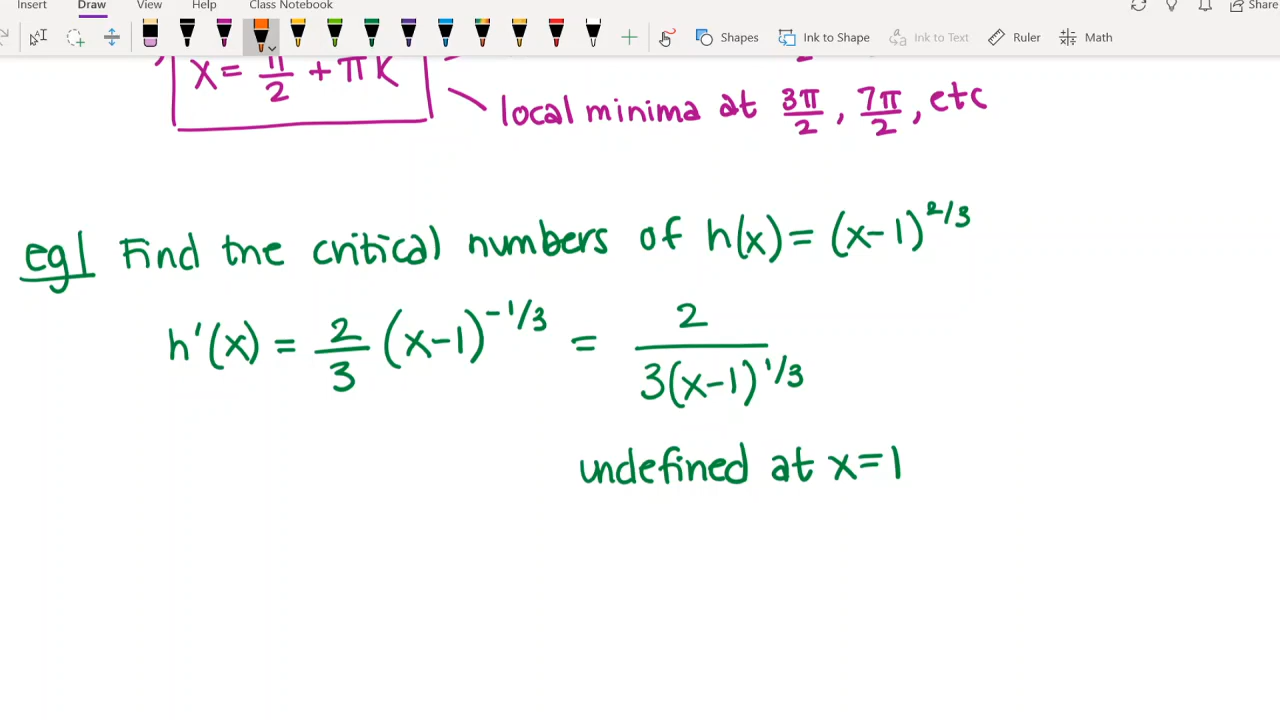 Insert Draw View Help Class Notebook Share
Shapes Ink to Shape Ink to Text Ruler Math
x = π/2 + πk
local minima at 3π/2, 7π/2, etc
eg| Find the critical numbers of h(x) = (x-1)^2/3
h'(x) = 2/3 (x-1)^-1/3 = 2/3(x-1)^1/3
undefined at x=1